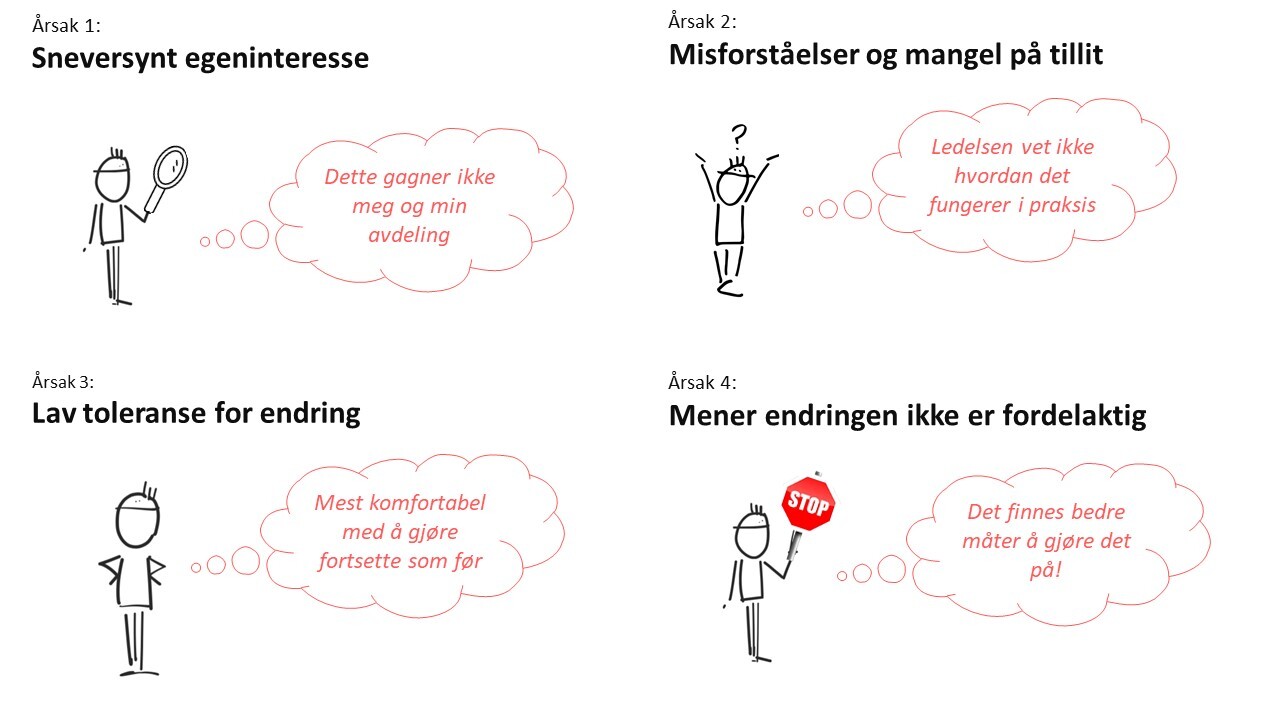 Årsak 1:
Sneversynt egeninteresse
Dette gagner ikke
meg og min
avdeling
Årsak 2:
Misforståelser og mangel på tillit
?
Ledelsen vet ikke
hvordan det
fungerer i praksis
Årsak 3:
Lav toleranse for endring
Mest komfortabel
med å gjøre
fortsette som før
Årsak 4:
Mener endringen ikke er fordelaktig
STOP
Det finnes bedre
måter å gjøre det
på!